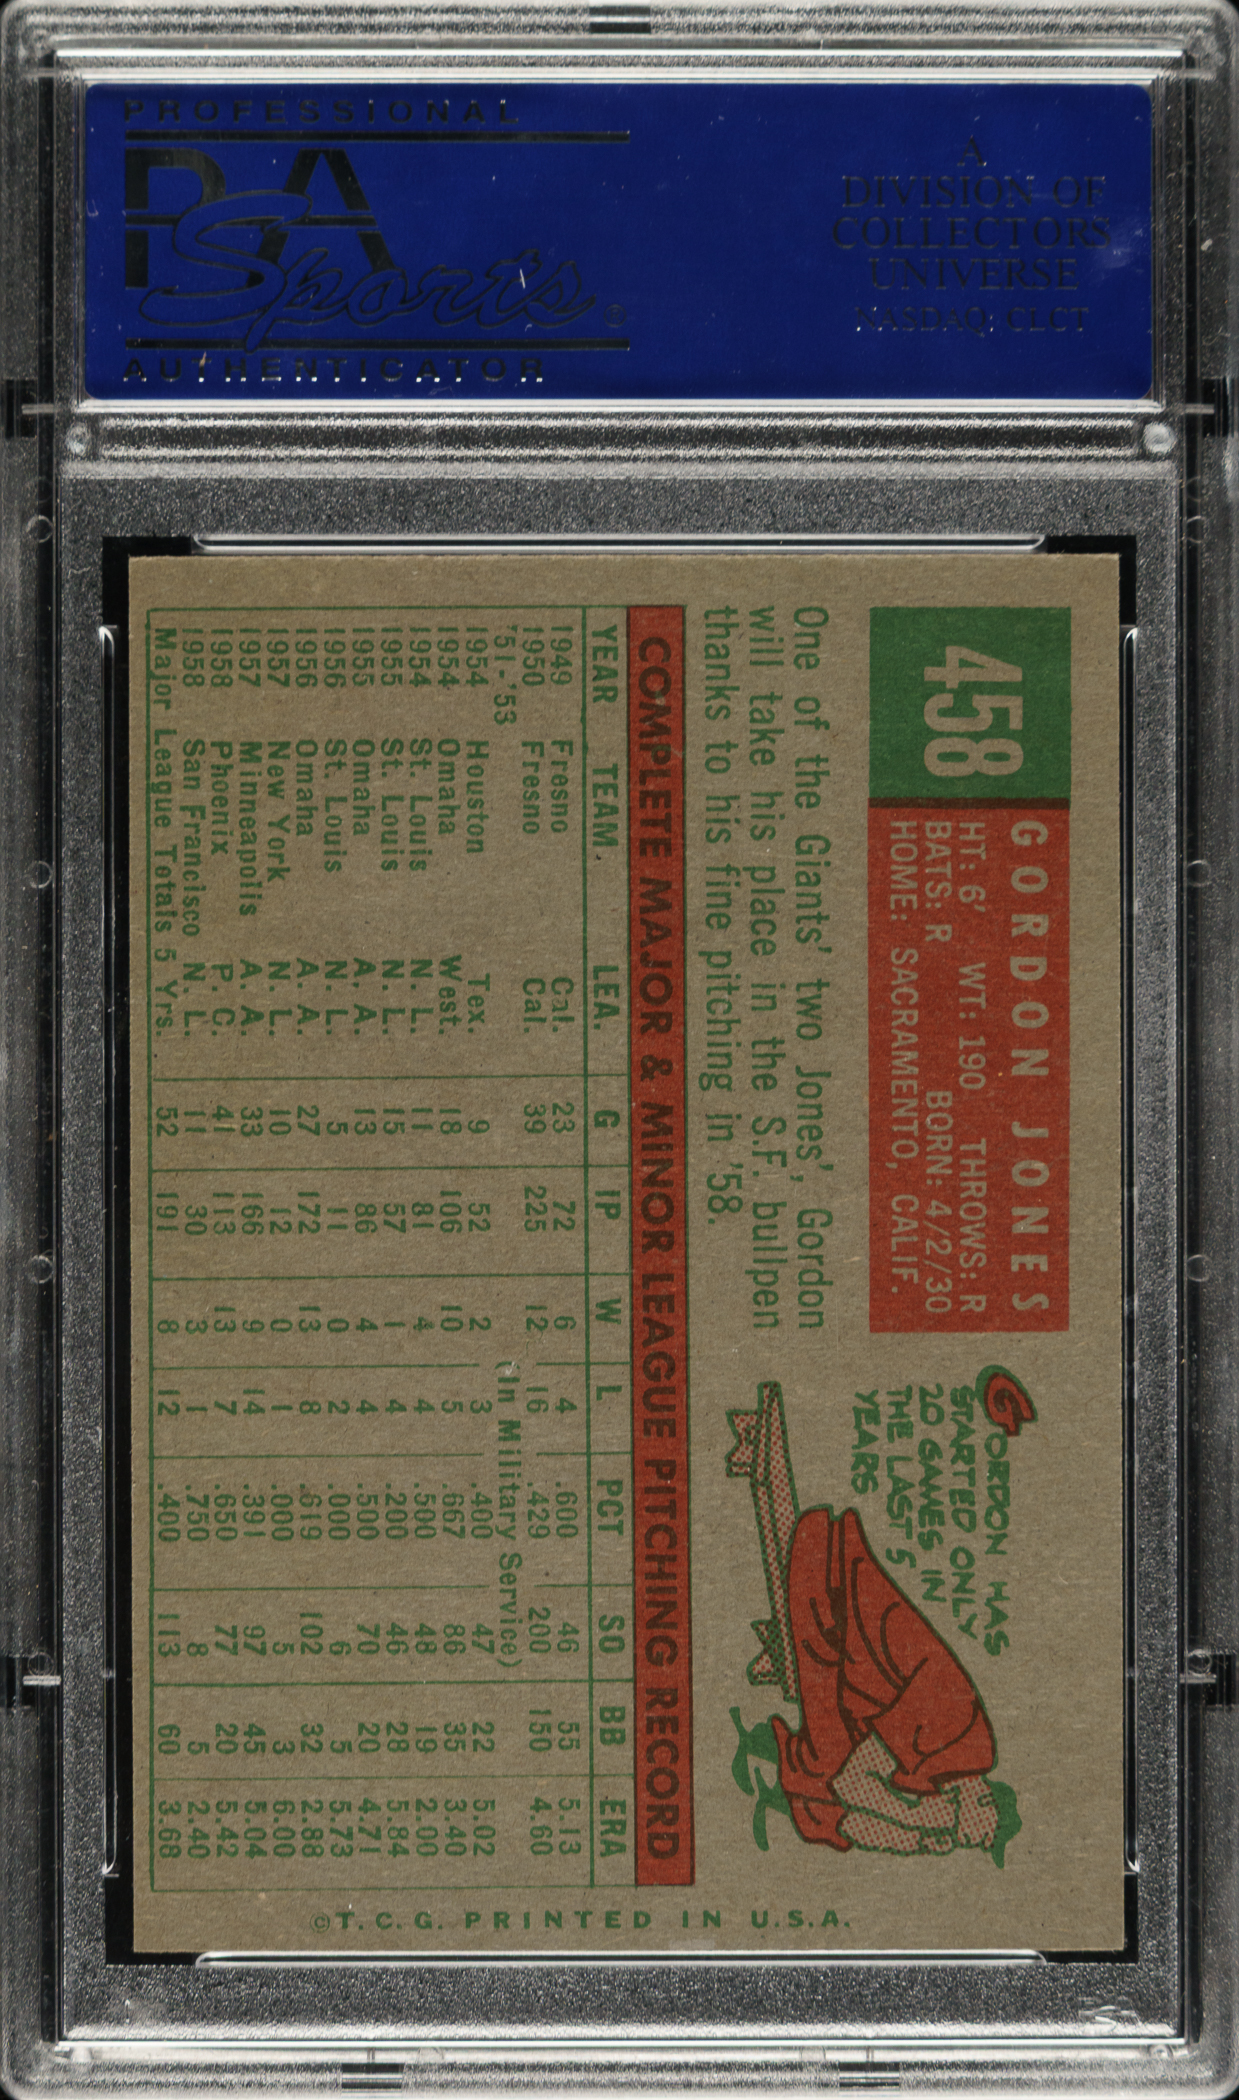 PROFESSIONAL
PSA
Sports®
AUTHENTICATOR
A
DIVISION OF
COLLECTORS
UNIVERSE
NASDAQ: CLCT
458
GORDON JONES
HT: 6' WT: 190 THROWS: R
BATS: R BORN: 4/2/30
HOME: SACRAMENTO, CALIF.
One of the Giants' two Jones', Gordon
will take his place in the S.F. bullpen
thanks to his fine pitching in '58.
GORDON HAS
STARTED ONLY
20 GAMES IN
THE LAST 5
YEARS
COMPLETE MAJOR & MINOR LEAGUE PITCHING RECORD
YEAR TEAM LEA. G IP W L PCT SO BB ERA
1949 Fresno Cal. 23 72 6 4 .600 46 55 5.13
1950 Fresno Cal. 39 225 12 16 .429 200 150 4.60
'51-'53 (In Military Service)
1954 Houston Tex. 9 52 2 3 .400 47 22 5.02
1954 Omaha West. 18 106 10 5 .667 86 35 3.40
1954 St. Louis N. L. 11 81 4 4 .500 48 19 2.00
1955 St. Louis N. L. 15 57 1 4 .200 46 28 5.84
1955 Omaha A. A. 13 86 4 4 .500 70 20 4.71
1956 St. Louis N. L. 5 11 0 2 .000 6 5 5.73
1956 Omaha A. A. 27 172 13 8 .619 102 32 2.88
1957 New York N. L. 10 12 0 1 .000 5 3 6.00
1957 Minneapolis A. A. 33 166 9 14 .391 97 45 5.04
1958 Phoenix P. C. 41 113 13 7 .650 77 20 5.42
1958 San Francisco N. L. 11 30 3 1 .750 8 5 2.40
Major League Totals 5 Yrs. 52 191 8 12 .400 113 60 3.68
©T.C.G. PRINTED IN U.S.A.